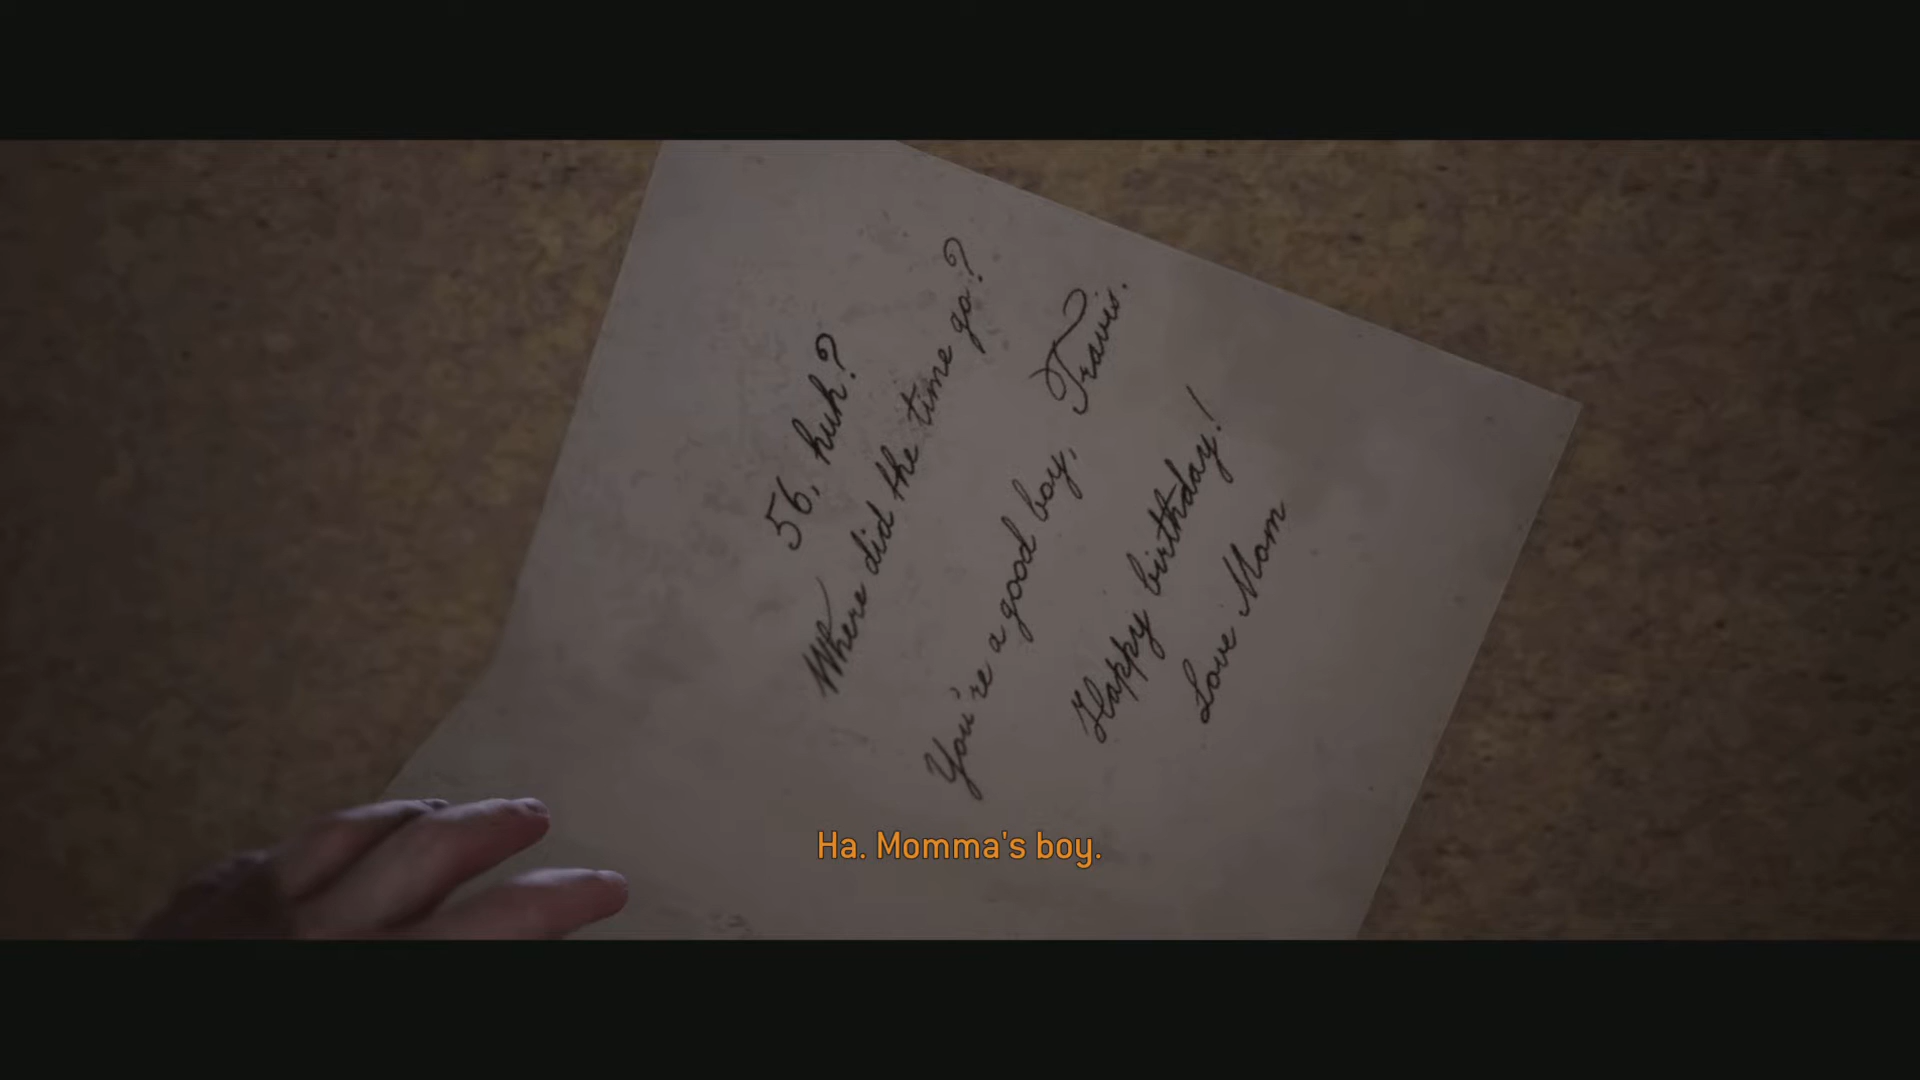 56, huh?
Where did the time go?
You're a good boy, Travis.
Happy birthday!
Love Mom
Ha. Momma's boy.